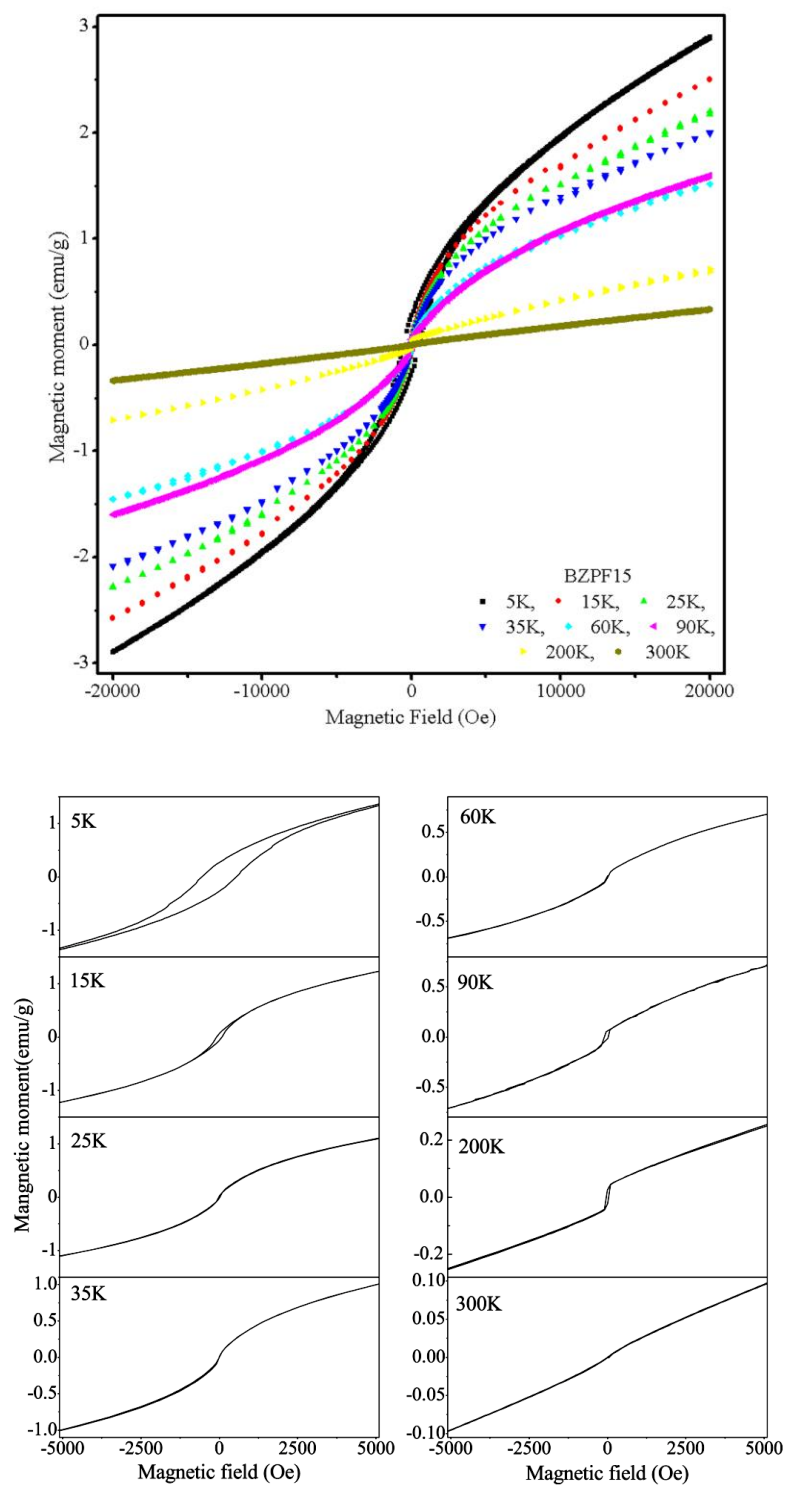 3
2
1
0
-1
-2
-3
Magnetic moment (emu/g)
BZPF15
5K, 15K, 25K,
35K, 60K, 90K,
200K, 300K
-20000 -10000 0 10000 20000
Magnetic Field (Oe)
Mangnetic moment(emu/g)
5K
1
0
-1
15K
1
0
-1
25K
1
0
-1
35K
1.0
0.5
0.0
-0.5
-1.0
-5000 -2500 0 2500 5000
Magnetic field (Oe)
60K
0.5
0.0
-0.5
90K
0.5
0.0
-0.5
200K
0.2
0.0
-0.2
300K
0.10
0.05
0.00
-0.05
-0.10
-5000 -2500 0 2500 5000
Magnetic field (Oe)